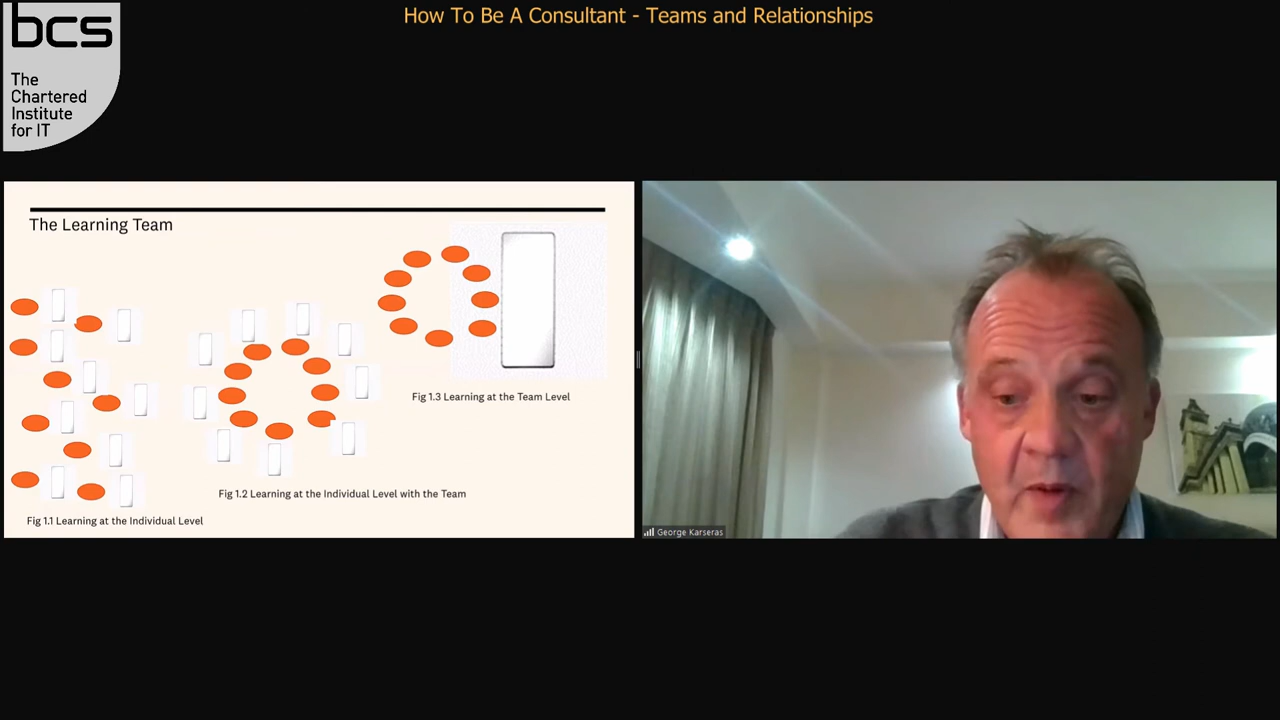 How To Be A Consultant - Teams and Relationships
bcs
The
Chartered
Institute
for IT
The Learning Team
Fig 1.3 Learning at the Team Level
Fig 1.2 Learning at the Individual Level with the Team
Fig 1.1 Learning at the Individual Level
George Karseras